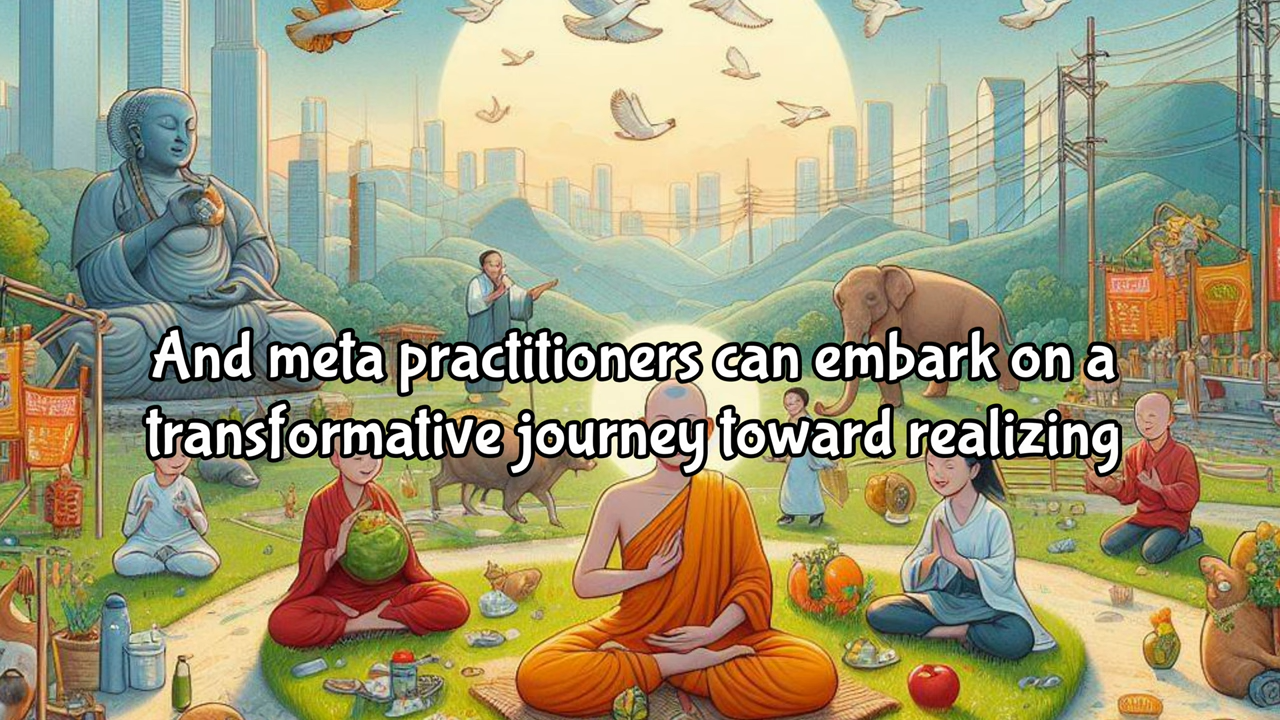 And meta practitioners can embark on a
transformative journey toward realizing